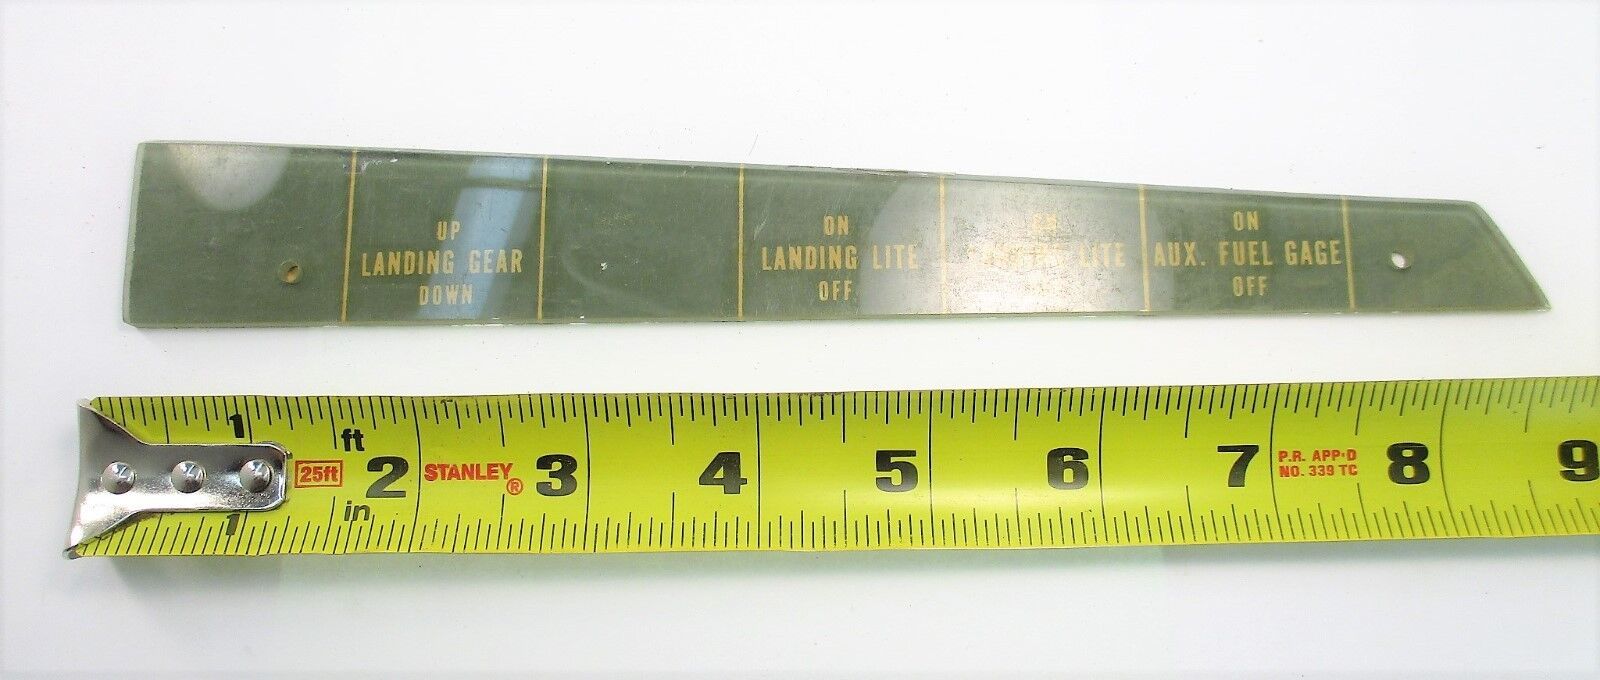 UP
LANDING GEAR
DOWN
ON
LANDING LITE
OFF
LITE
ON
AUX. FUEL GAGE
OFF
1
ft
25ft
in
1
2
STANLEY®
3
4
5
6
7
P.R. APP'D
NO. 339 TC
8
9